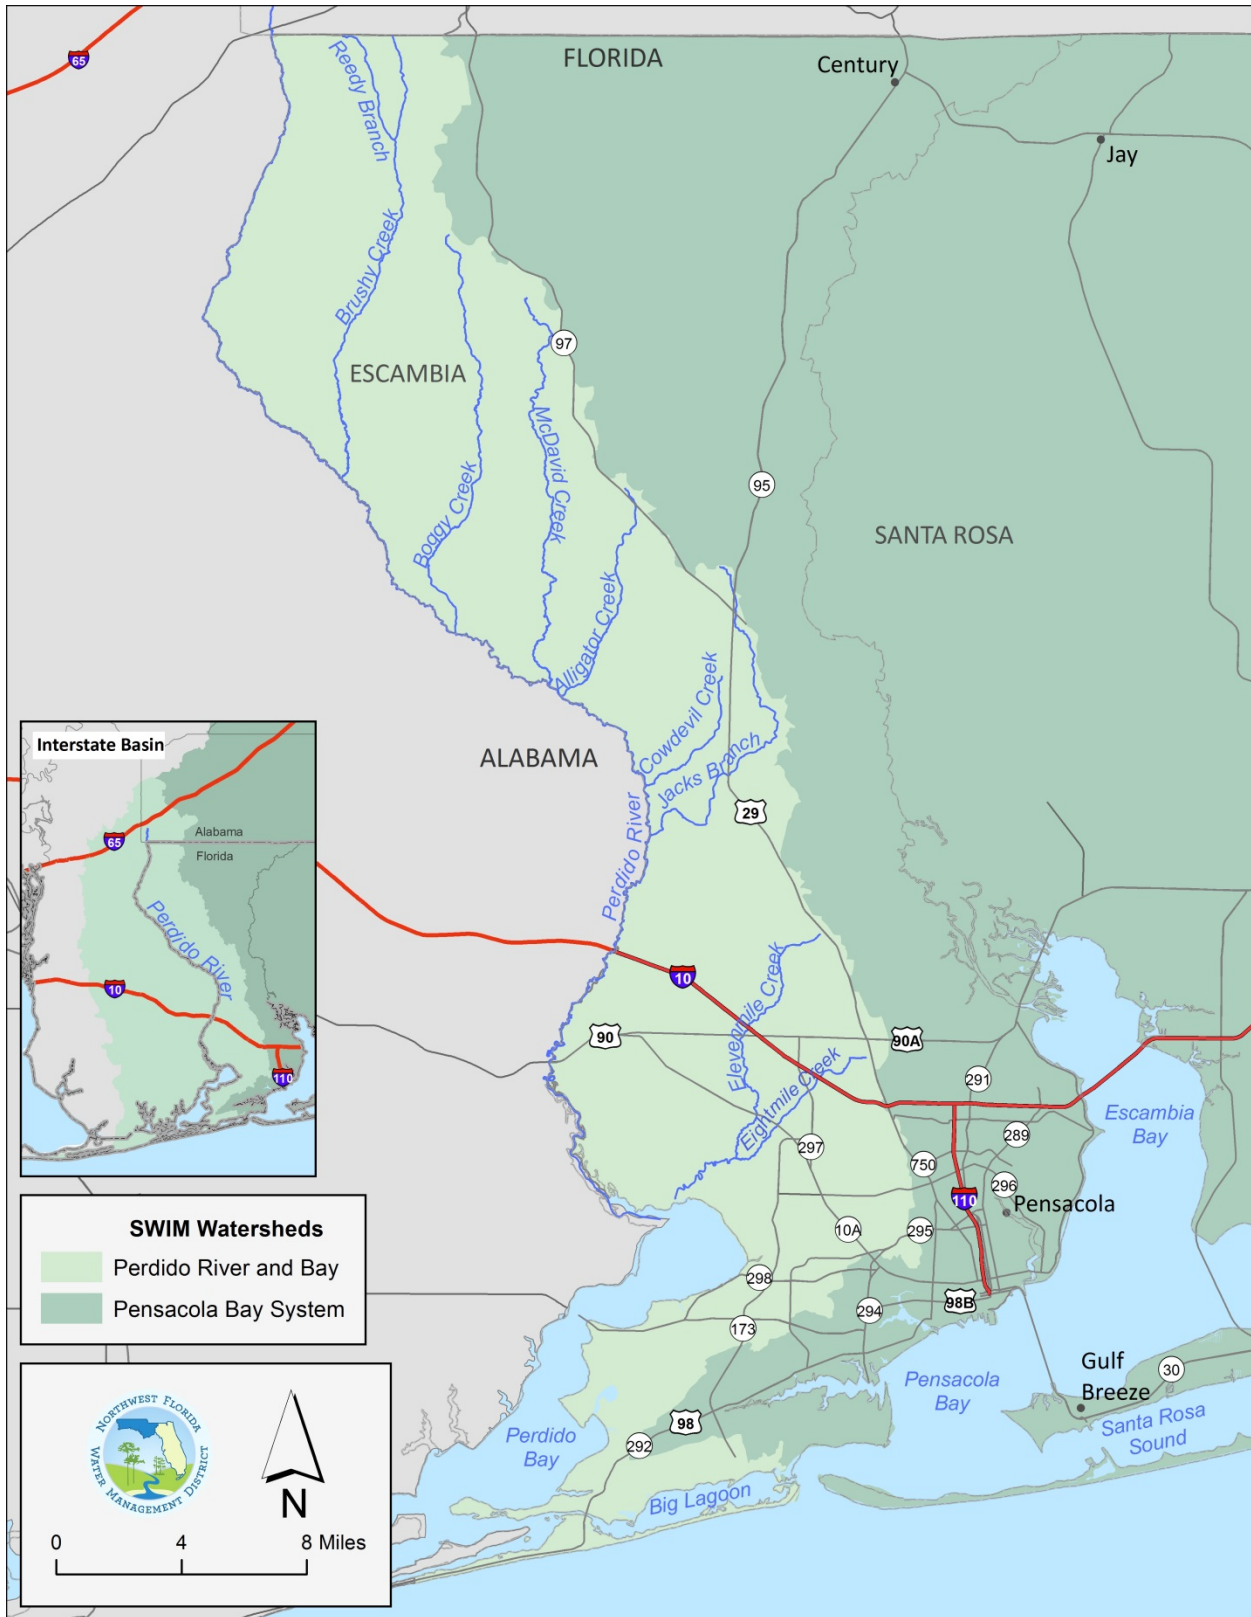 65
FLORIDA
Century
Jay
Reedy Branch
Brushy Creek
97
ESCAMBIA
McDavid Creek
Boggy Creek
95
SANTA ROSA
Alligator Creek
Cowdevil Creek
ALABAMA
Jacks Branch
29
Perdido River
Elevenmile Creek
10
90
90A
Eightmile Creek
291
Escambia
Bay
289
297
750
296
110
Pensacola
10A
295
298
294
98B
173
Gulf
Breeze
30
Pensacola
Bay
Santa Rosa
Sound
98
Perdido
Bay
292
Big Lagoon
Interstate Basin
65
Alabama
Florida
Perdido River
10
110
SWIM Watersheds
Perdido River and Bay
Pensacola Bay System
NORTHWEST FLORIDA
WATER MANAGEMENT DISTRICT
N
0 4 8 Miles